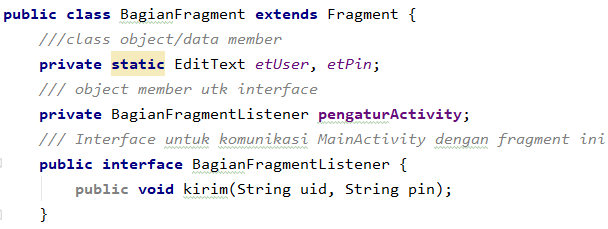 public class BagianFragment extends Fragment {
///class object/data member
private static EditText etUser, etPin;
/// object member utk interface
private BagianFragmentListener pengaturActivity;
/// Interface untuk komunikasi MainActivity dengan fragment ini
public interface BagianFragmentListener {
public void kirim(String uid, String pin);
}